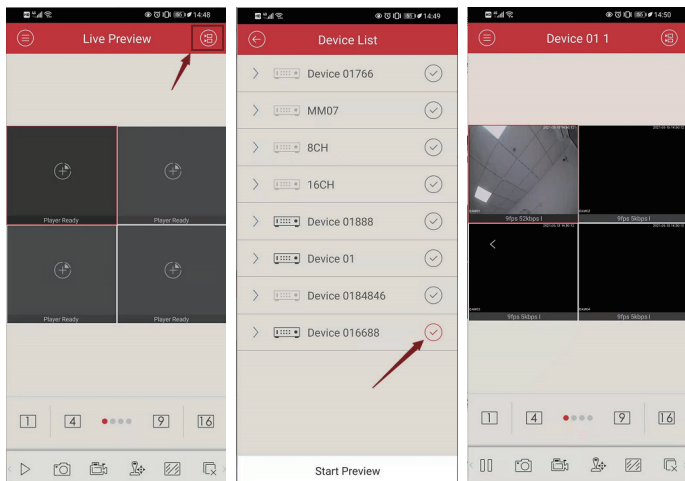 14:48
Live Preview
Player Ready
Player Ready
Player Ready
Player Ready
1
4
9
16
14:49
Device List
Device 01766
MM07
8CH
16CH
Device 01888
Device 01
Device 0184846
Device 016688
Start Preview
14:50
Device 01 1
9fps 52kbps I
9fps 5kbps I
9fps 5kbps I
9fps 5kbps I
1
4
9
16